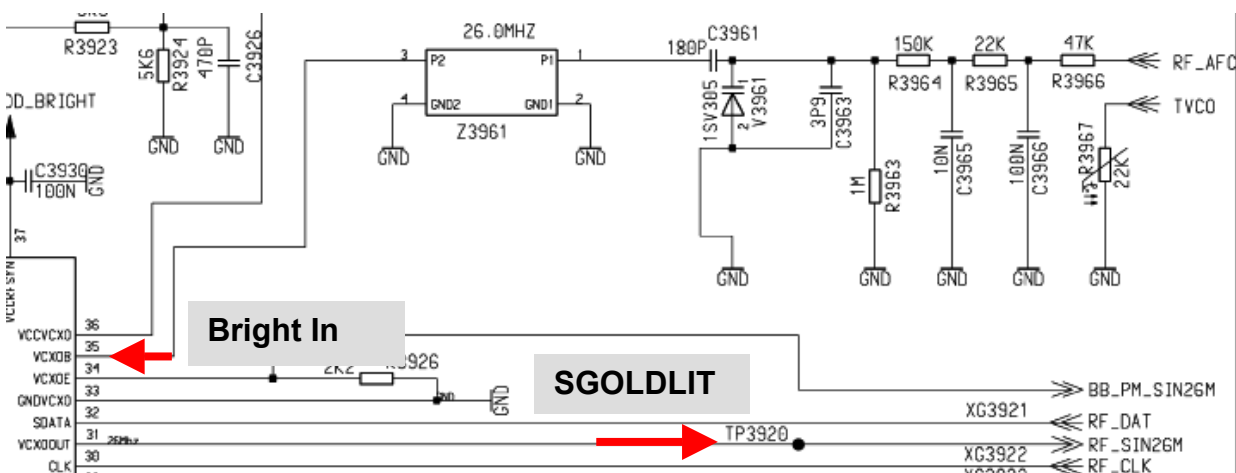 R3923
5K6
R3924
470P
C3926
26.0MHZ
3
P2
P1
1
4
GND2
GND1
2
Z3961
C3961
180P
1SV305
1
2
V3961
3P9
C3963
150K
R3964
22K
R3965
47K
R3966
RF_AFC
TVCO
1M
R3963
10N
C3965
100N
C3966
R3967
22K
OD_BRIGHT
GND
GND
GND
GND
C3930
100N
GND
37
GND
GND
GND
GND
GND
VCCVCXO
36
VCXOB
35
VCXOE
34
GNDVCXO
33
SDATA
32
VCXOOUT
31
26Mhz
CLK
30
Bright In
2K2
GND
GND
SGOLDLIT
BB_PM_SIN26M
XG3921
RF_DAT
TP3920
RF_SIN26M
XG3922
RF_CLK